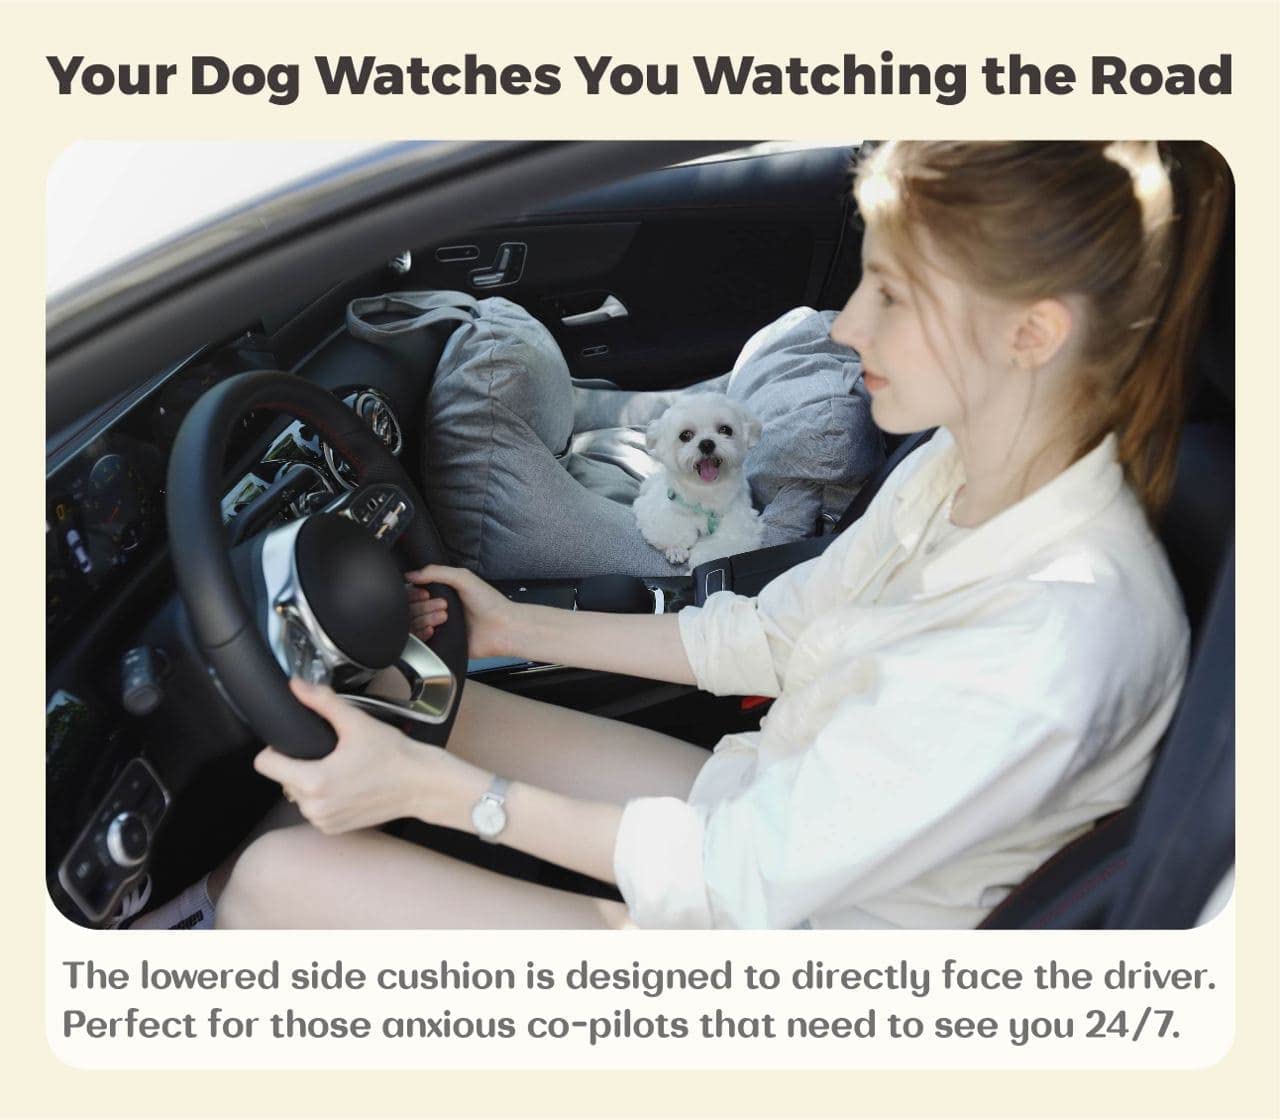 Your Dog Watches You Watching the Road
The lowered side cushion is designed to directly face the driver.
Perfect for those anxious co-pilots that need to see you 24/7.